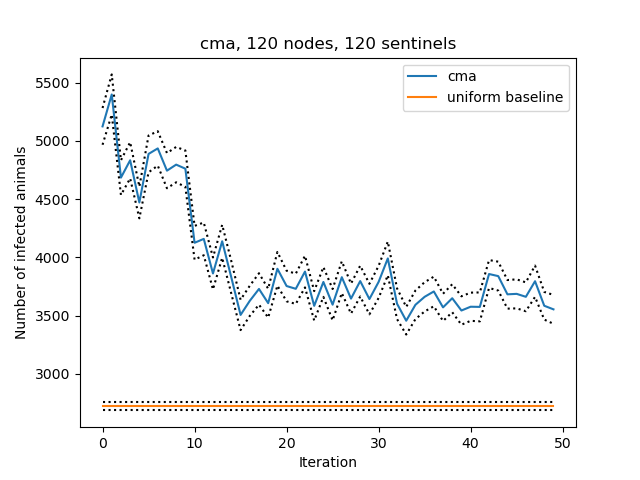 cma, 120 nodes, 120 sentinels
cma
uniform baseline
Number of infected animals
5500
5000
4500
4000
3500
3000
0 10 20 30 40 50
Iteration